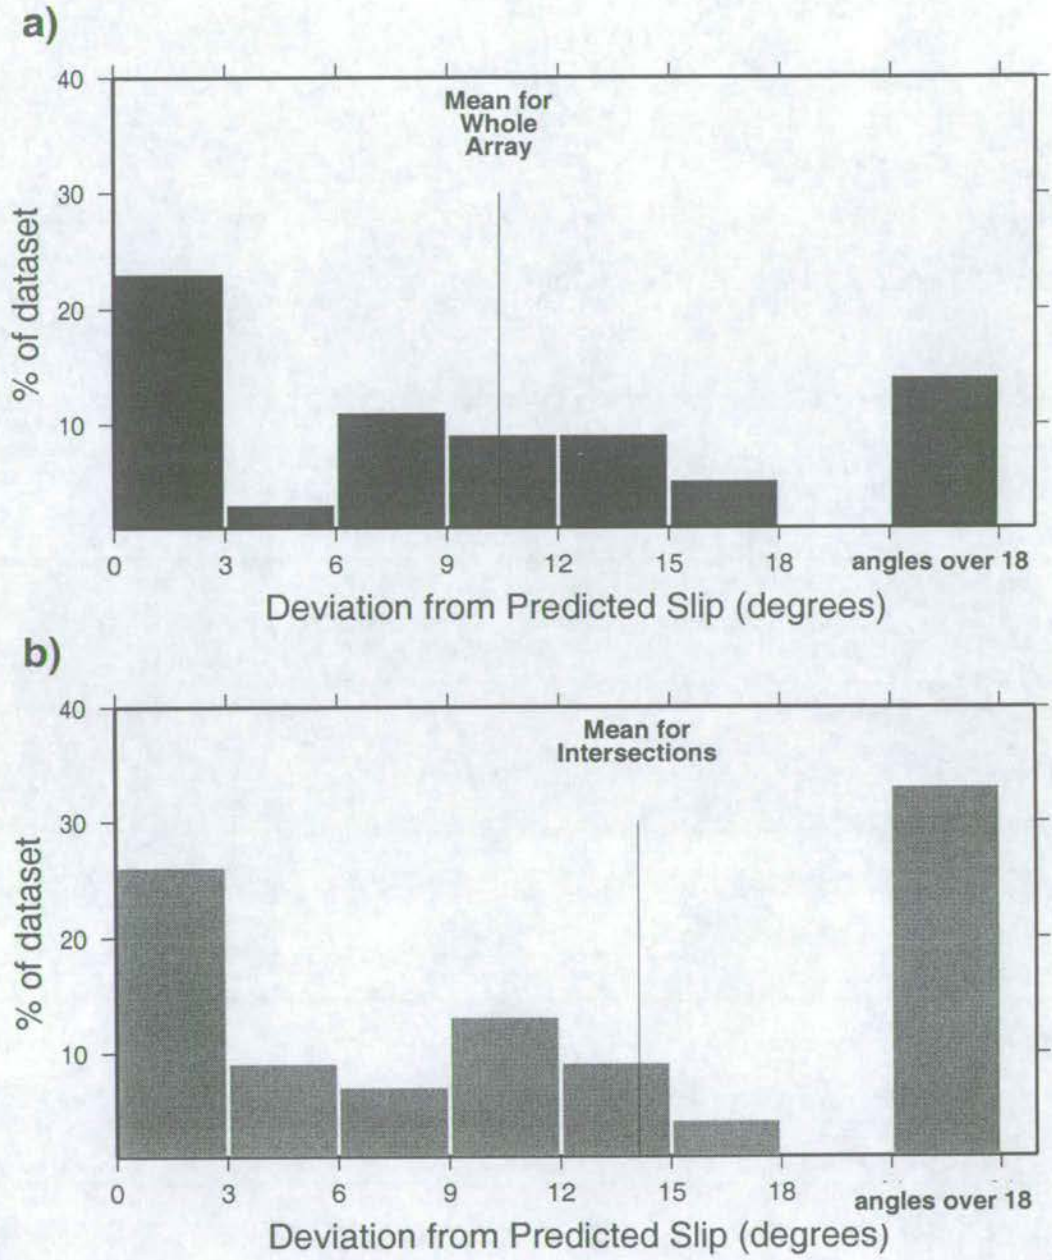 a)
40
30
20
10
% of dataset
Mean for
Whole
Array
0 3 6 9 12 15 18 angles over 18
Deviation from Predicted Slip (degrees)
b)
40
30
20
10
% of dataset
Mean for
Intersections
0 3 6 9 12 15 18 angles over 18
Deviation from Predicted Slip (degrees)